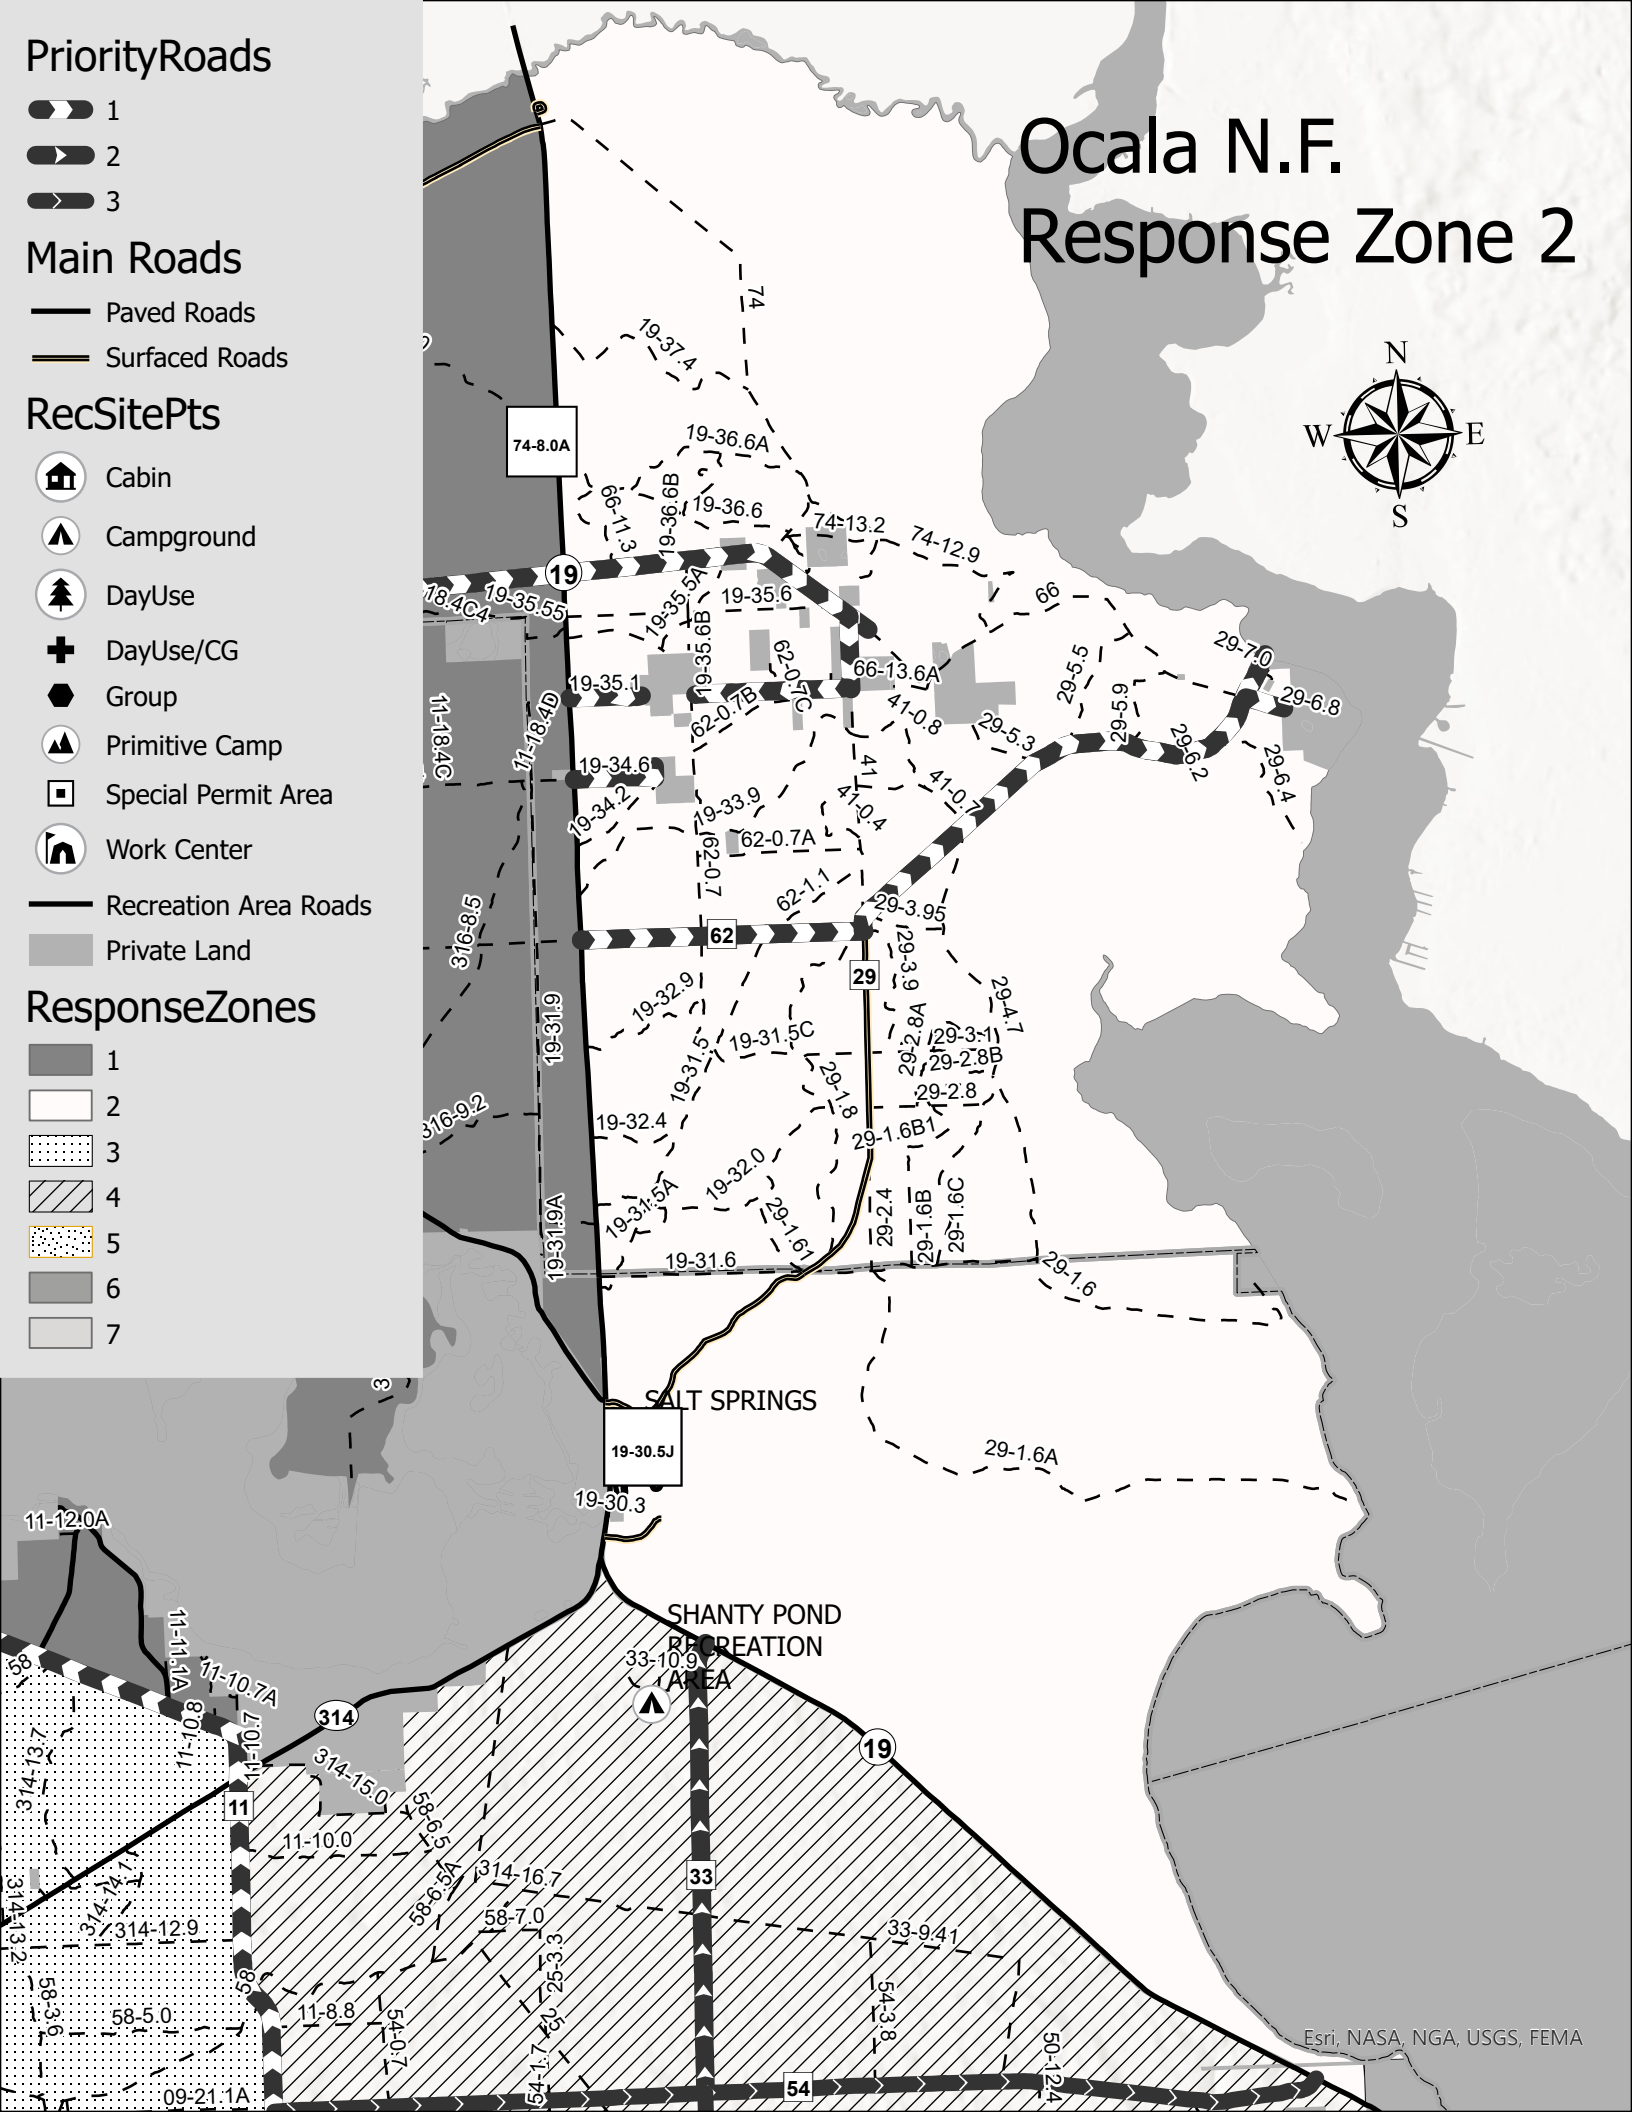 PriorityRoads
1
2
3
Main Roads
Paved Roads
Surfaced Roads
RecSitePts
Cabin
Campground
DayUse
DayUse/CG
Group
Primitive Camp
Special Permit Area
Work Center
Recreation Area Roads
Private Land
ResponseZones
1
2
3
4
5
6
7
Ocala N.F.
Response Zone 2
N
W
E
S
74
19-37.4
74-8.0A
19-36.6A
66-11.3
19-36.6B
19-36.6
74-13.2
74-12.9
19
18.4C4
19-35.55
19-35.5A
19-35.6
66
19-35.6B
62-0.7C
66-13.6A
29-5.5
29-7.0
19-35.1
11-18.4C
11-18.4D
62-0.7B
41-0.8
29-5.3
29-5.9
29-6.8
29-6.2
29-6.4
19-34.6
41
41-0.7
19-34.2
19-33.9
41-0.4
62-0.7A
62-0.7
62-1.1
316-8.5
62
29-3.95
29
29-3.9
29-4.7
19-32.9
19-31.9
19-31.5C
29-2.8A
29-3.1
29-2.8B
19-31.5
29-1.8
29-2.8
316-9.2
19-32.4
29-1.6B1
19-32.0
19-31.9A
19-31.5A
29-1.61
29-2.4
29-1.6B
29-1.6C
19-31.6
29-1.6
3
SALT SPRINGS
19-30.5J
29-1.6A
19-30.3
11-12.0A
SHANTY POND
RECREATION
AREA
33-10.9
58
11-11.1A
11-10.7A
11-10.8
11-10.7
314
19
314-13.7
314-15.0
11
58-6.5
11-10.0
314-14.1
58-6.5A
314-16.7
33
314-13.2
314-12.9
58-7.0
33-9.41
25-3.3
58
58-3.6
58-5.0
11-8.8
54-0.7
25
54-3.8
54-1.7
50-12.4
09-21.1A
54
Esri, NASA, NGA, USGS, FEMA